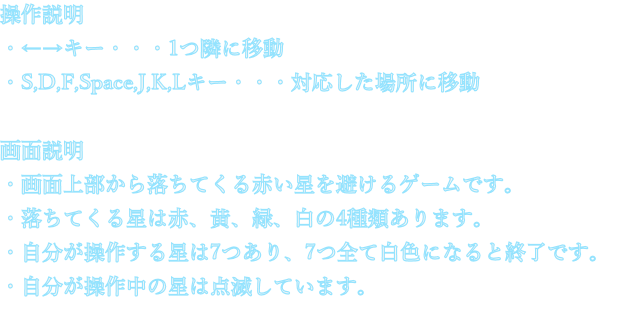 操作説明
・←→キー・・・1つ隣に移動
・S,D,F,Space,J,K,Lキー・・・対応した場所に移動
画面説明
・画面上部から落ちてくる赤い星を避けるゲームです。
・落ちてくる星は赤、黄、緑、白の4種類あります。
・自分が操作する星は7つあり、7つ全て白色になると終了です。
・自分が操作中の星は点滅しています。